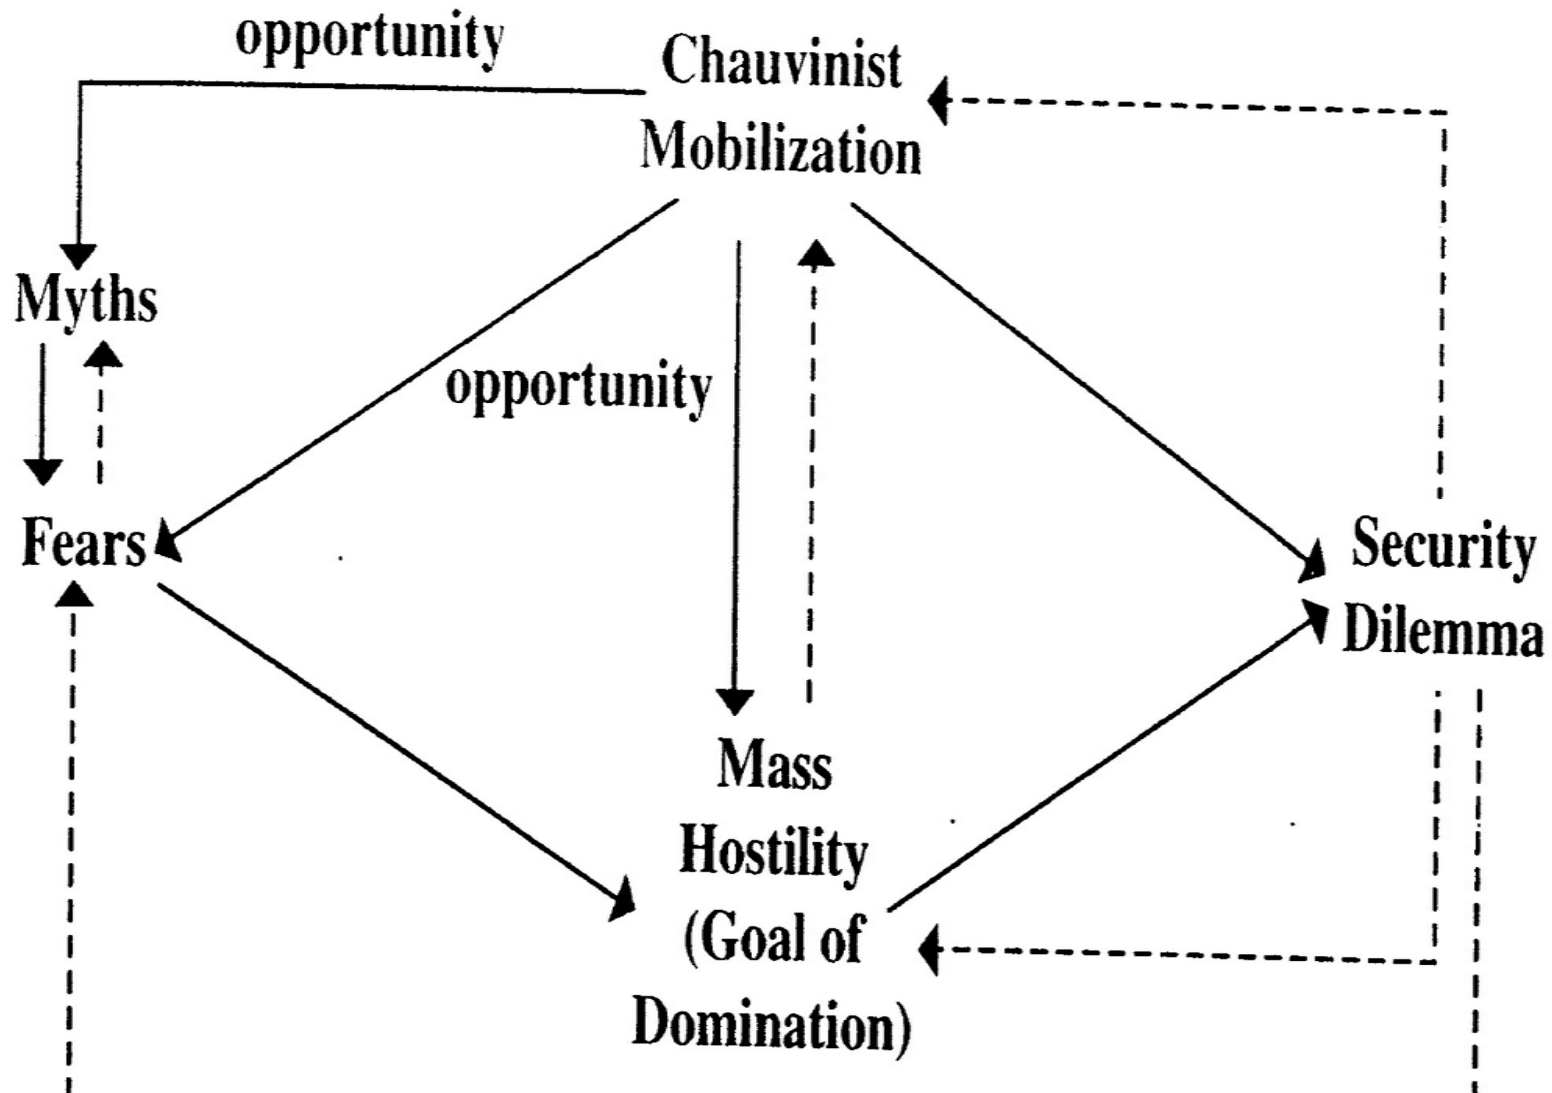 opportunity
Chauvinist
Mobilization
Myths
opportunity
Fears
Security
Dilemma
Mass
Hostility
(Goal of
Domination)